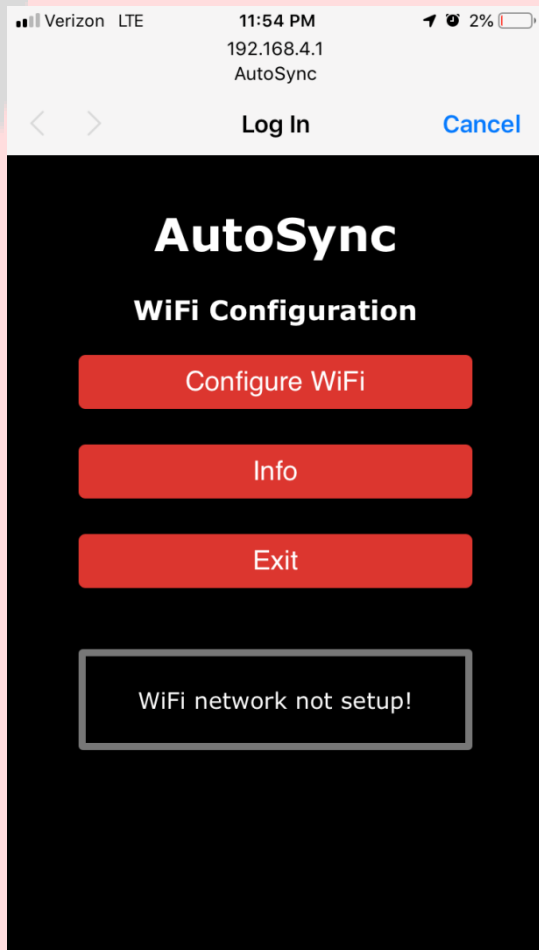 Verizon LTE 11:54 PM 2%
192.168.4.1
AutoSync
Log In Cancel
AutoSync
WiFi Configuration
Configure WiFi
Info
Exit
WiFi network not setup!